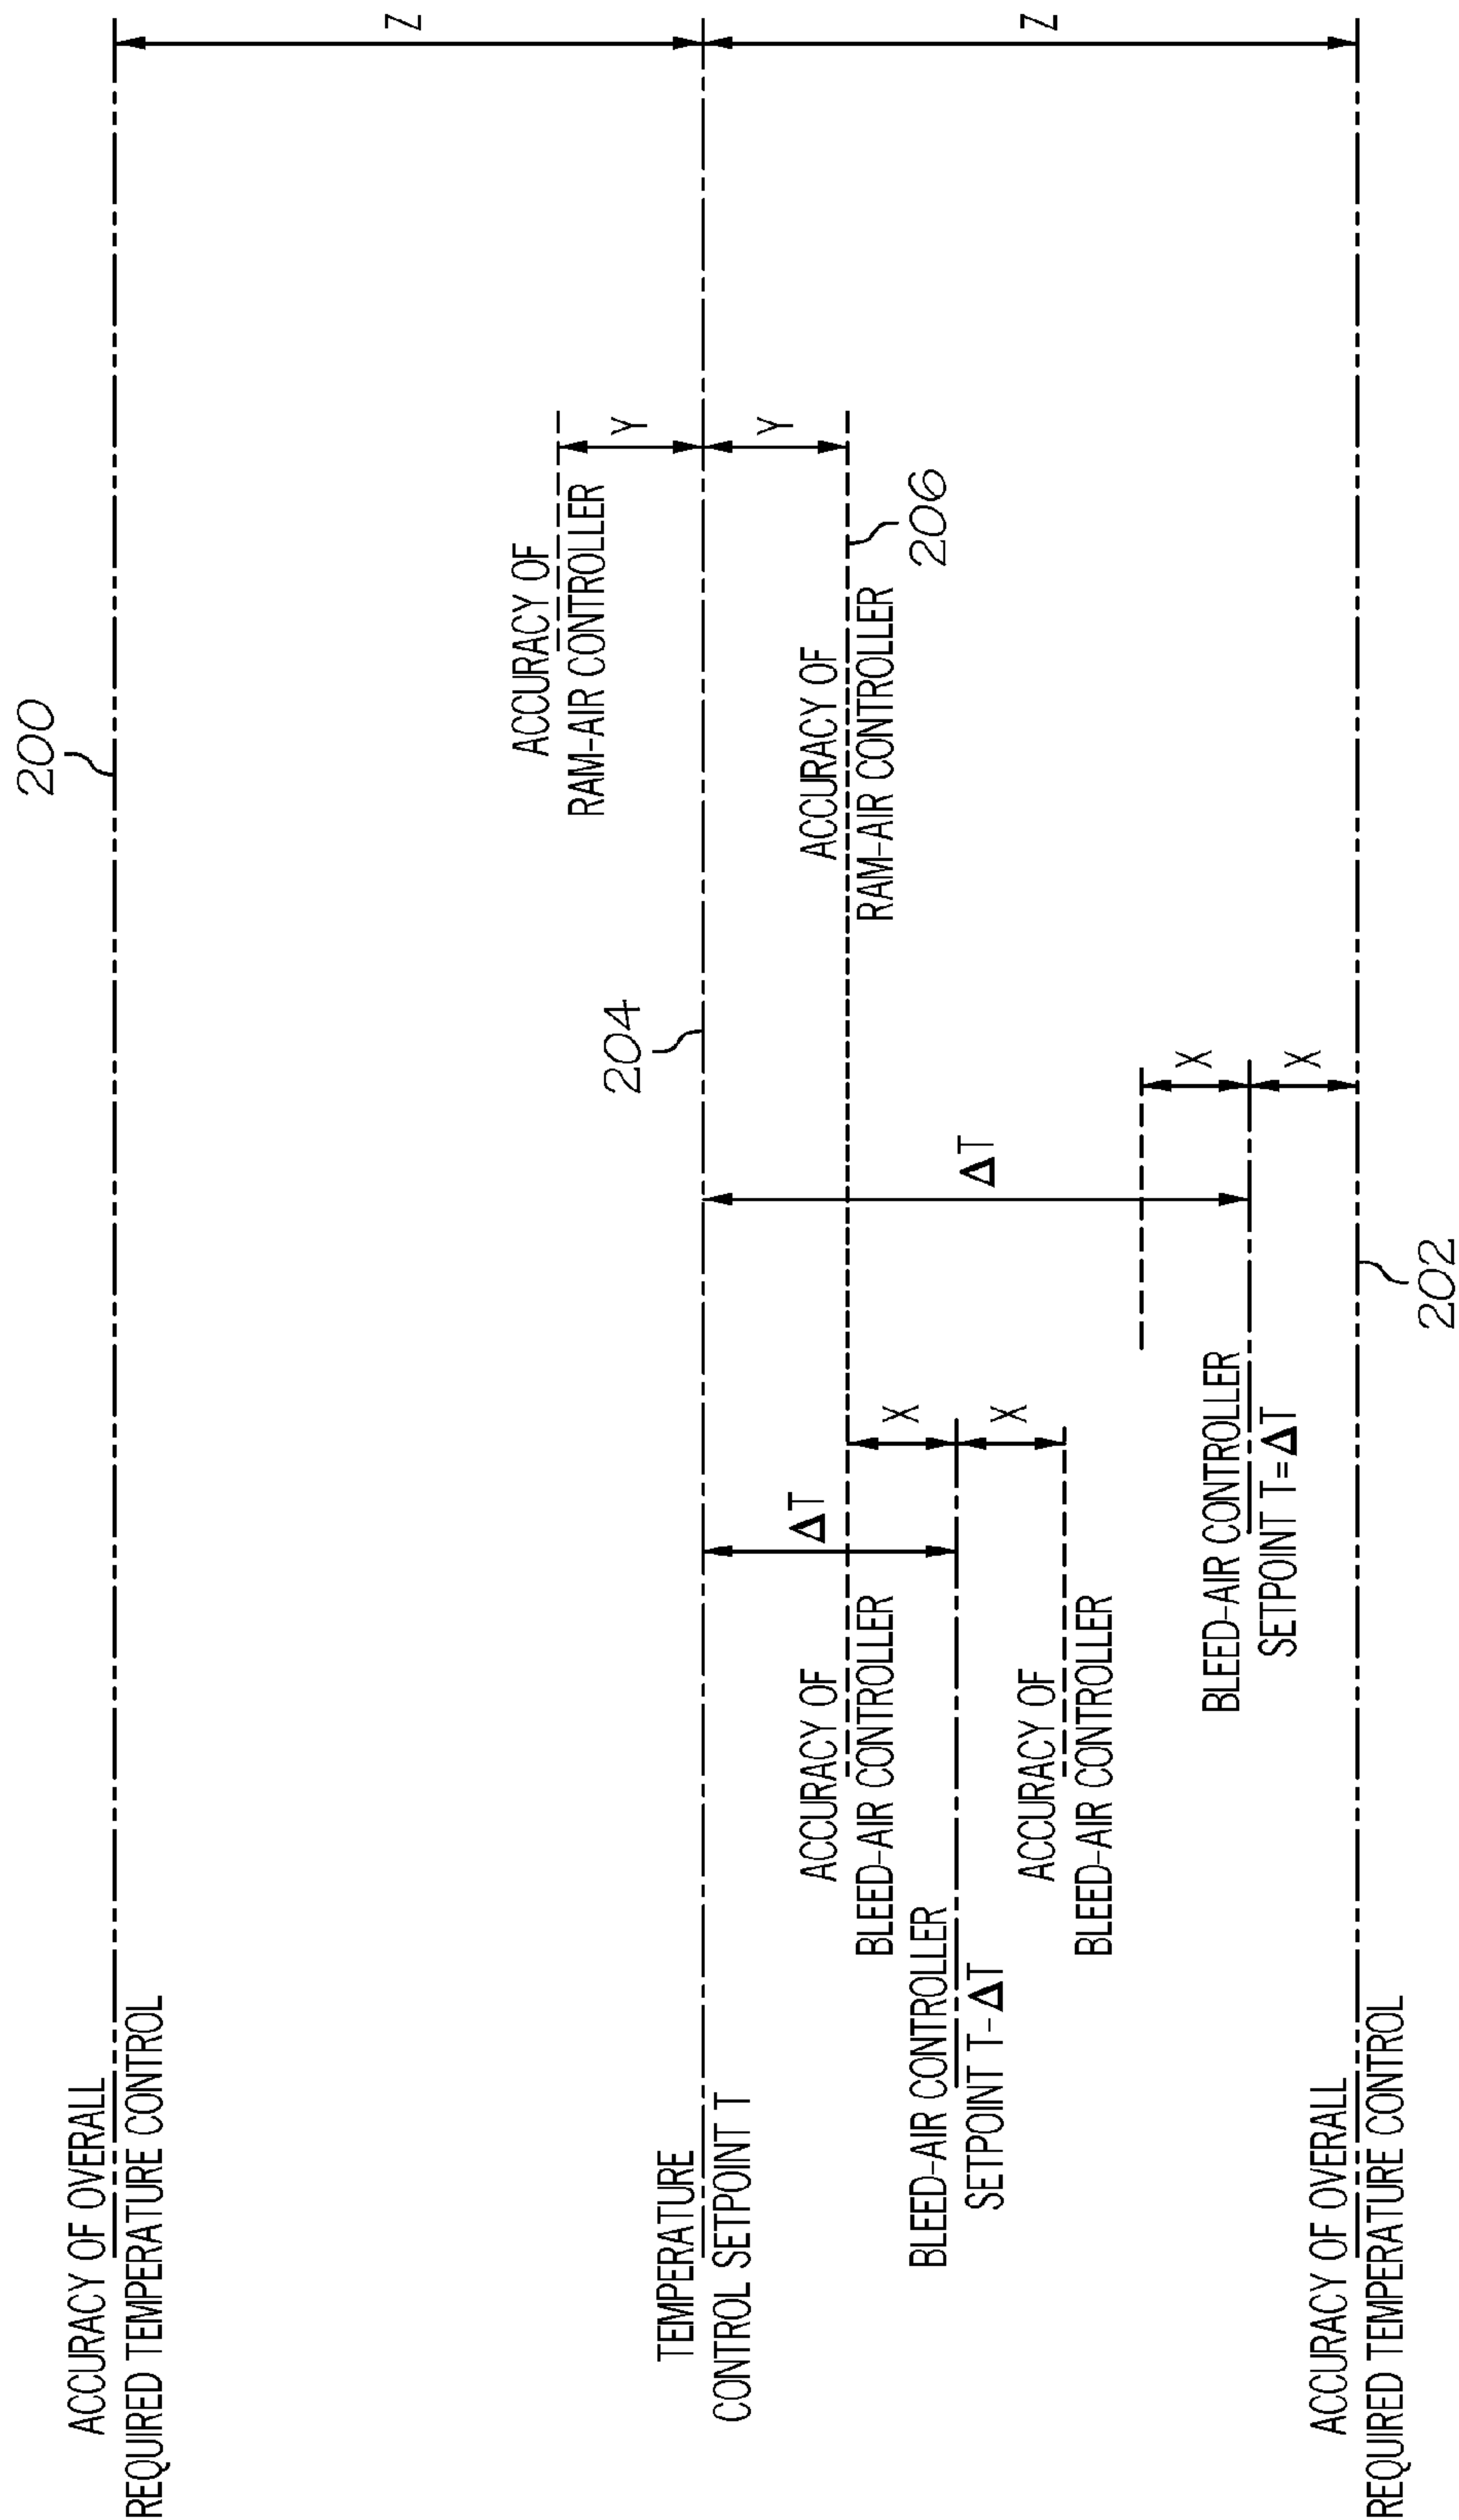 200
ACCURACY OF OVERALL
REQUIRED TEMPERATURE CONTROL
Z
ACCURACY OF
RAM-AIR CONTROLLER
Y
204
TEMPERATURE
CONTROL SETPOINT T
Y
ΔT
ACCURACY OF
BLEED-AIR CONTROLLER
X
ACCURACY OF
RAM-AIR CONTROLLER
206
BLEED-AIR CONTROLLER
SETPOINT T-ΔT
X
ΔT
Z
ACCURACY OF
BLEED-AIR CONTROLLER
X
BLEED-AIR CONTROLLER
SETPOINT T=ΔT
X
ACCURACY OF OVERALL
REQUIRED TEMPERATURE CONTROL
202